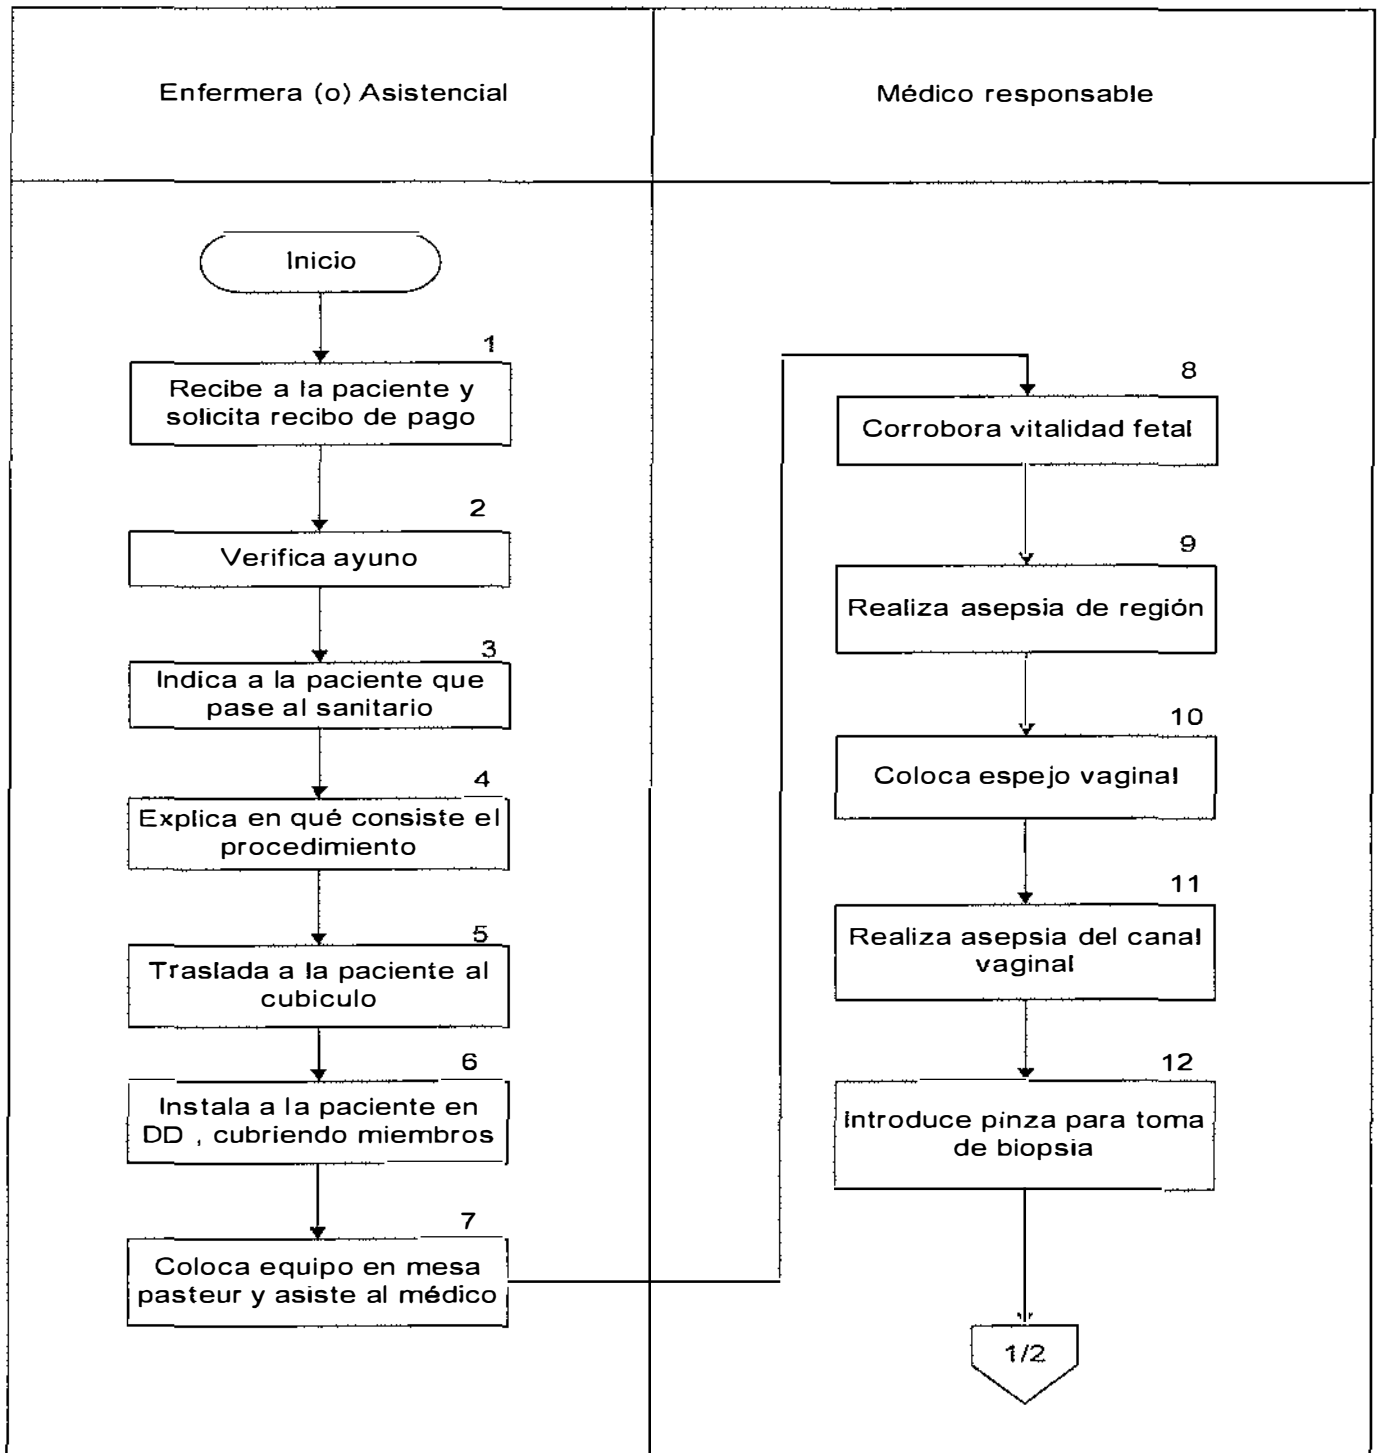 Enfermera (o) Asistencial
Médico responsable
Inicio
1
Recibe a la paciente y
solicita recibo de pago
2
Verifica ayuno
3
Indica a la paciente que
pase al sanitario
4
Explica en qué consiste el
procedimiento
5
Traslada a la paciente al
cubiculo
6
Instala a la paciente en
DD , cubriendo miembros
7
Coloca equipo en mesa
pasteur y asiste al médico
8
Corrobora vitalidad fetal
9
Realiza asepsia de región
10
Coloca espejo vaginal
11
Realiza asepsia del canal
vaginal
12
Introduce pinza para toma
de biopsia
1/2